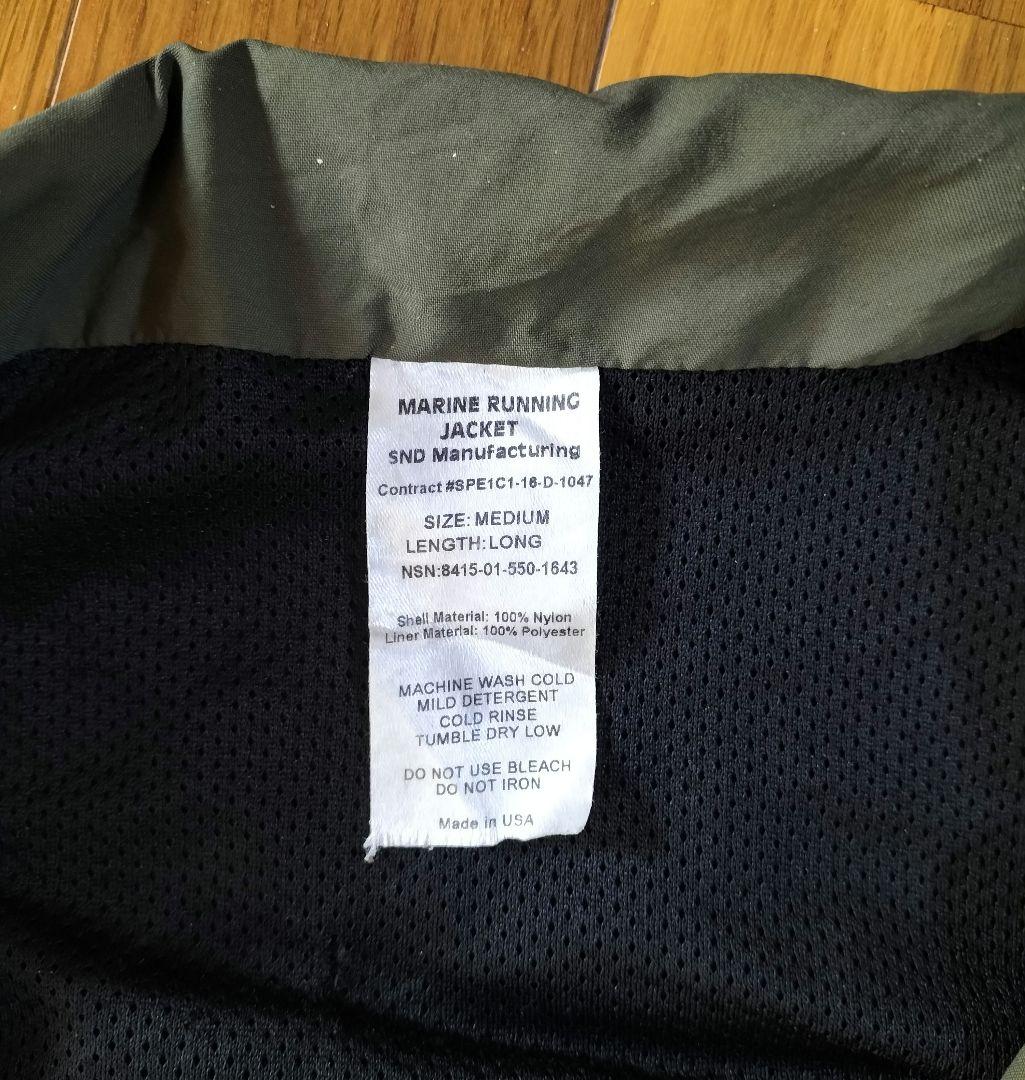 MARINE RUNNING
JACKET
SND Manufacturing
Contract #SPE1C1-16-D-1047
SIZE: MEDIUM
LENGTH:LONG
NSN:8415-01-550-1643
Shell Material: 100% Nylon
Liner Material: 100% Polyester
MACHINE WASH COLD
MILD DETERGENT
COLD RINSE
TUMBLE DRY LOW
DO NOT USE BLEACH
DO NOT IRON
Made in USA